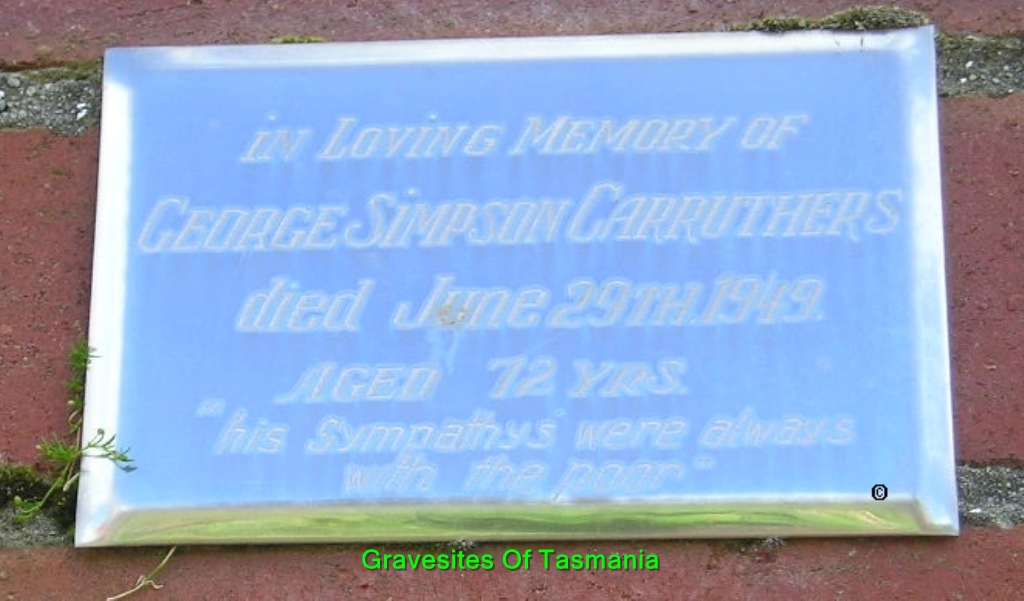 in Loving Memory of
George Simpson Carruthers
died June 29th. 1949.
Aged 72 yrs.
"his sympathys were always
with the poor"
©
Gravesites Of Tasmania